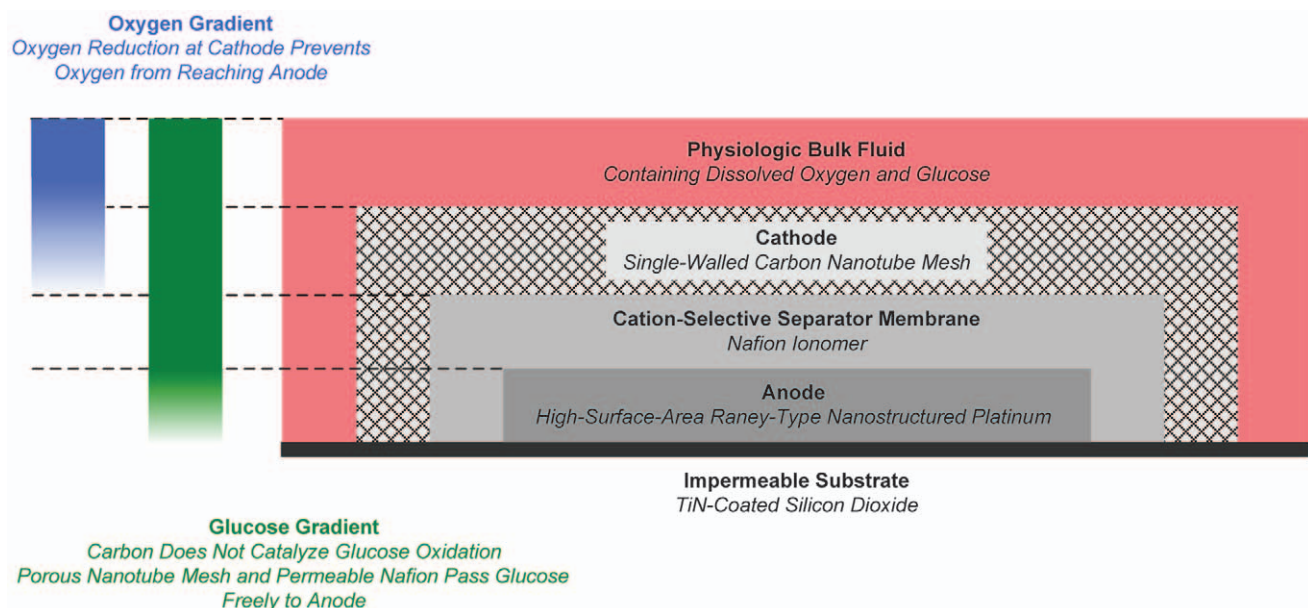 Oxygen Gradient
Oxygen Reduction at Cathode Prevents
Oxygen from Reaching Anode
Physiologic Bulk Fluid
Containing Dissolved Oxygen and Glucose
Cathode
Single-Walled Carbon Nanotube Mesh
Cation-Selective Separator Membrane
Nafion Ionomer
Anode
High-Surface-Area Raney-Type Nanostructured Platinum
Impermeable Substrate
TiN-Coated Silicon Dioxide
Glucose Gradient
Carbon Does Not Catalyze Glucose Oxidation
Porous Nanotube Mesh and Permeable Nafion Pass Glucose
Freely to Anode